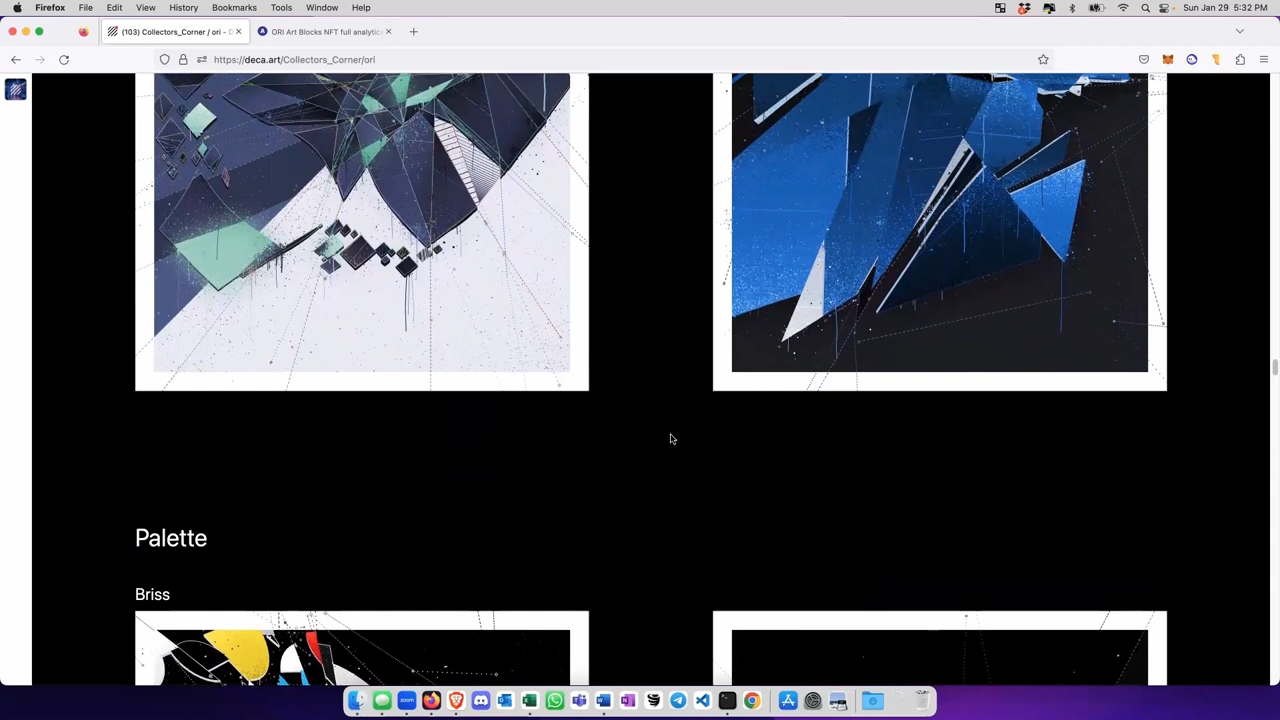 Firefox File Edit View History Bookmarks Tools Window Help Sun Jan 29 5:32 PM
(103) Collectors_Corner / ori - D ORI Art Blocks NFT full analytic
https://deca.art/Collectors_Corner/ori
Palette
Briss
zoom